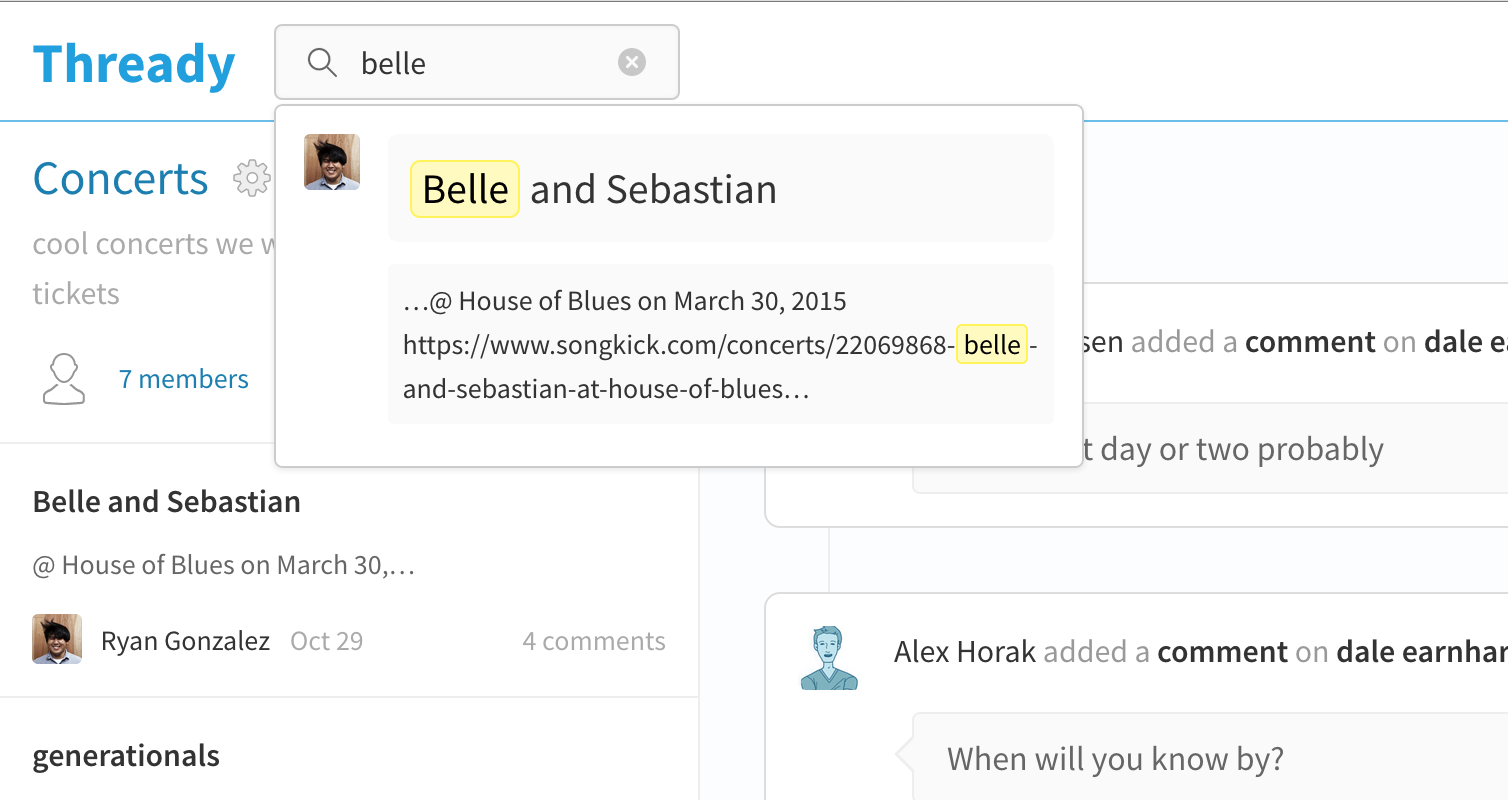 Thready
belle
Belle and Sebastian
…@ House of Blues on March 30, 2015
https://www.songkick.com/concerts/22069868-belle-
and-sebastian-at-house-of-blues…
Concerts
cool concerts we
tickets
7 members
Belle and Sebastian
@ House of Blues on March 30,…
Ryan Gonzalez Oct 29 4 comments
generationals
added a comment on dale
day or two probably
Alex Horak added a comment on dale
When will you know by?